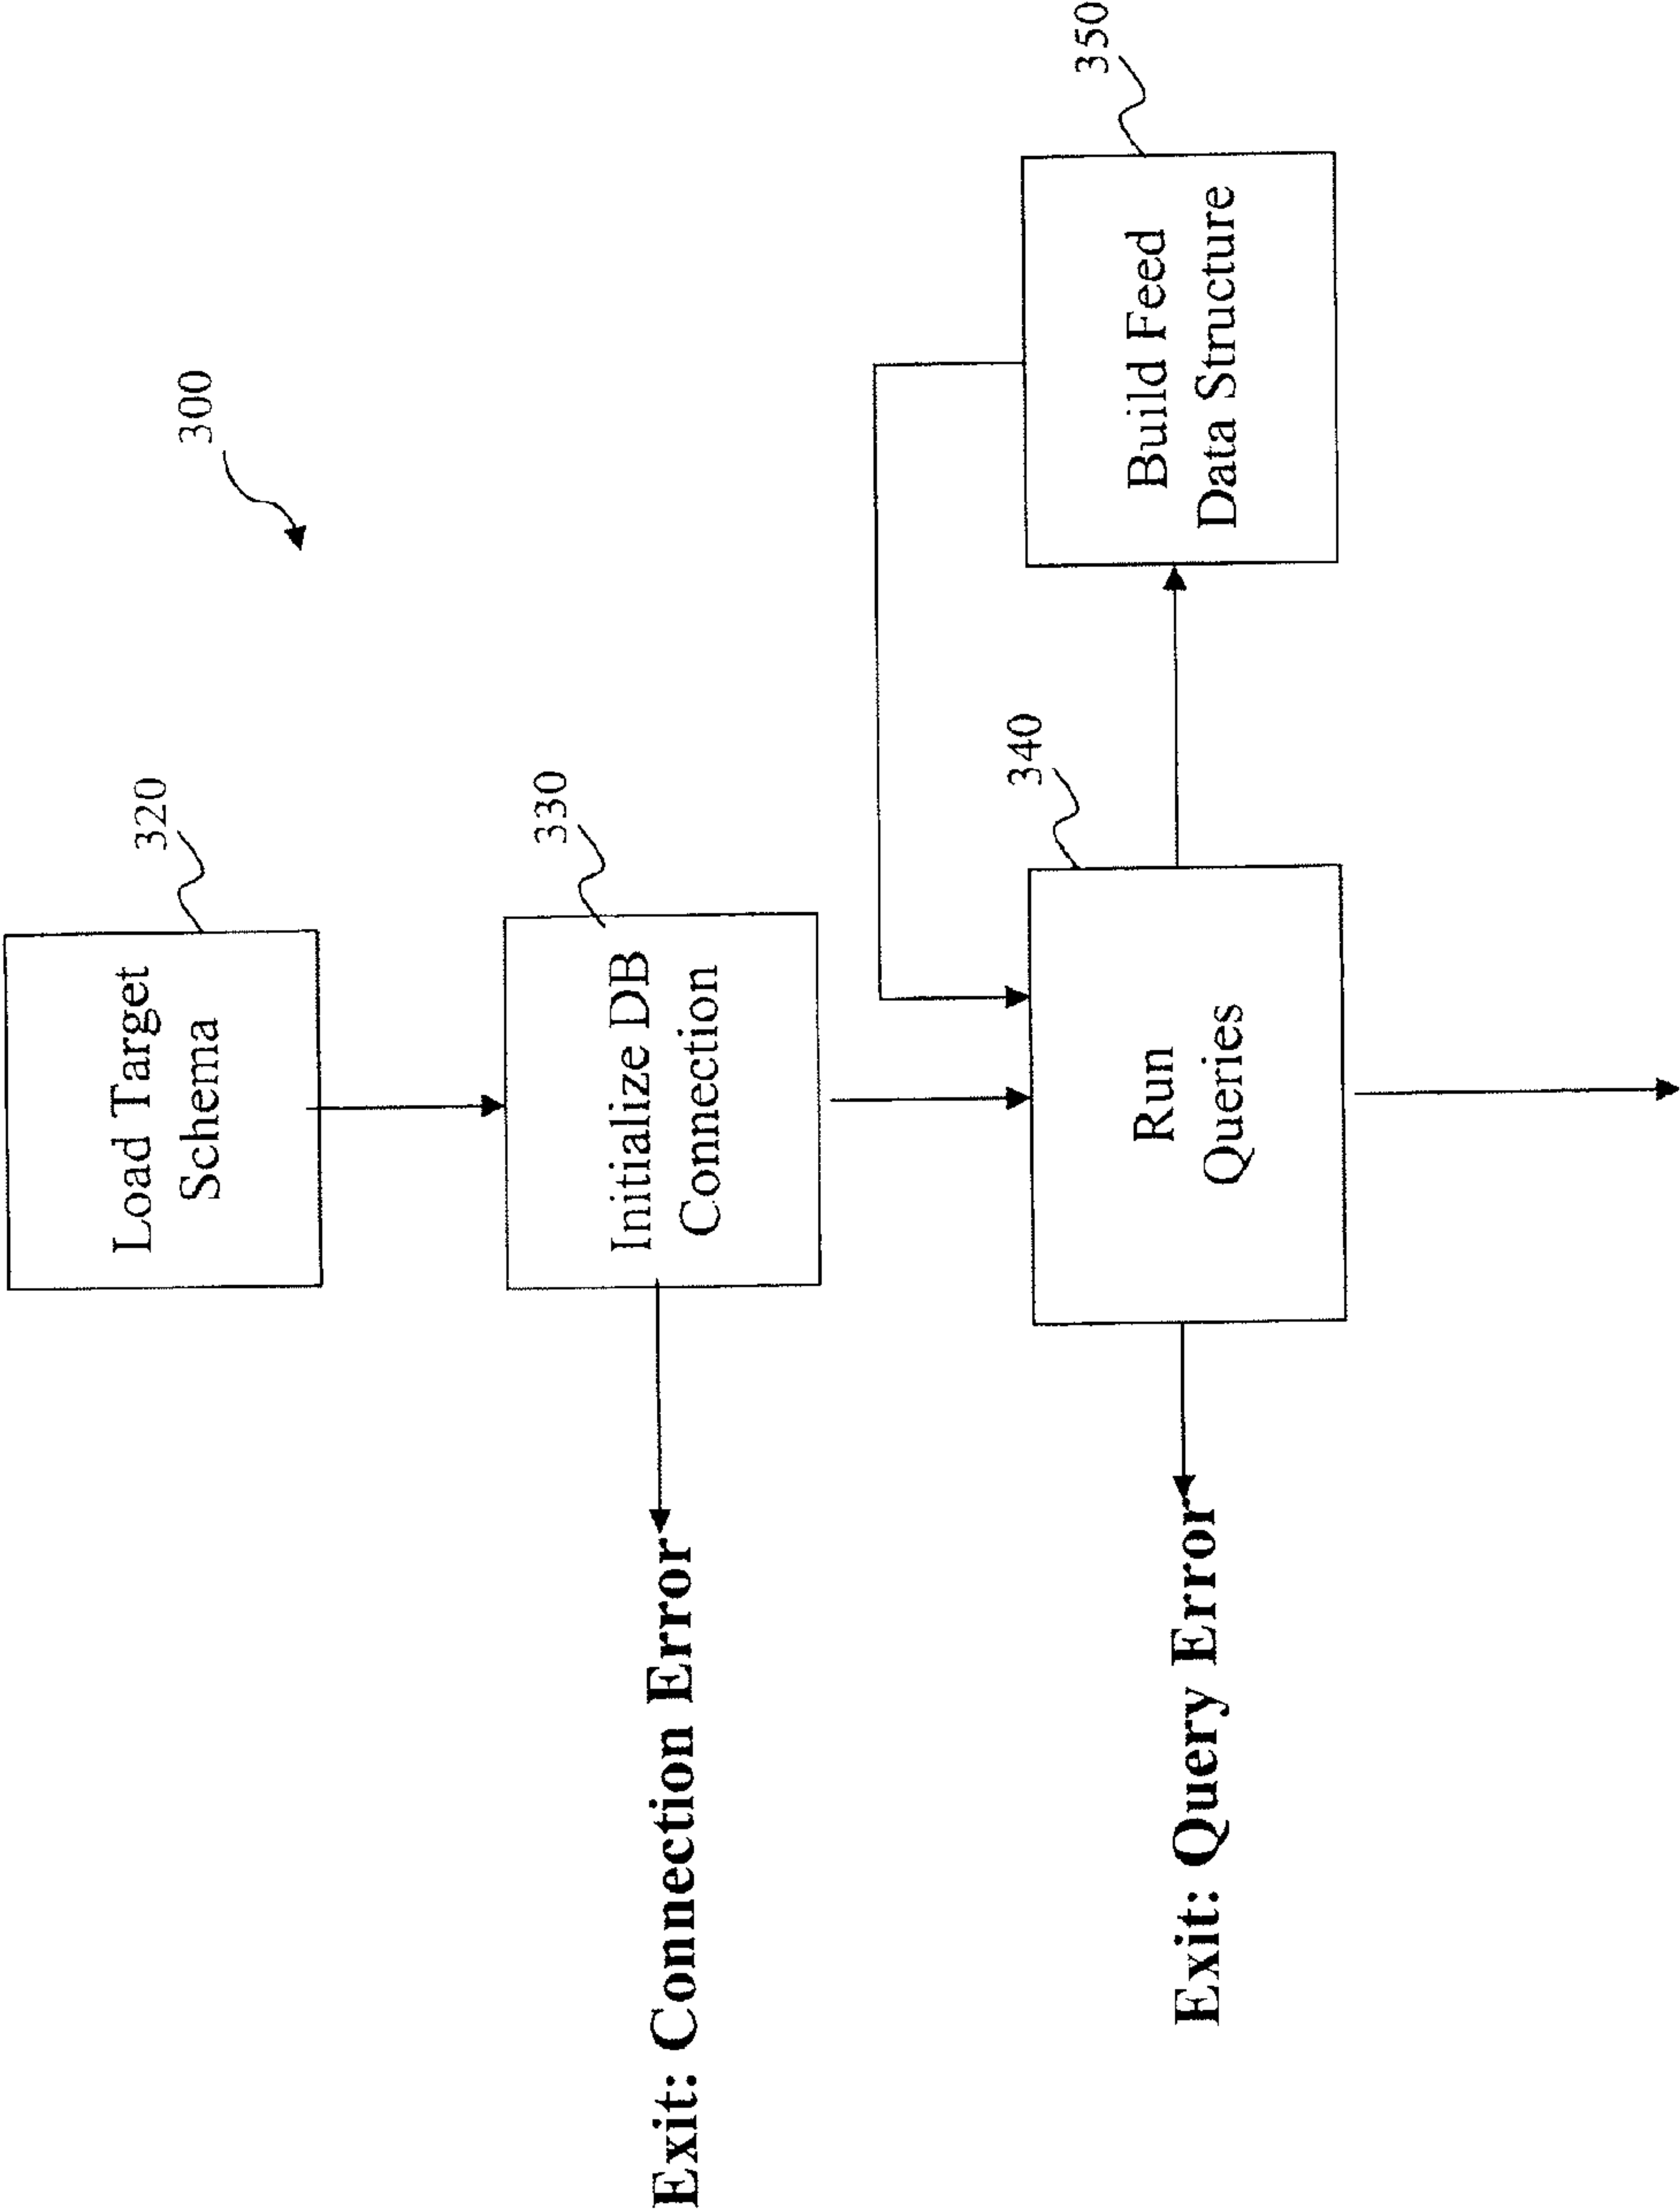 300
Load Target
Schema
320
Initialize DB
Connection
330
Exit: Connection Error
Run
Queries
340
Exit: Query Error
Build Feed
Data Structure
350